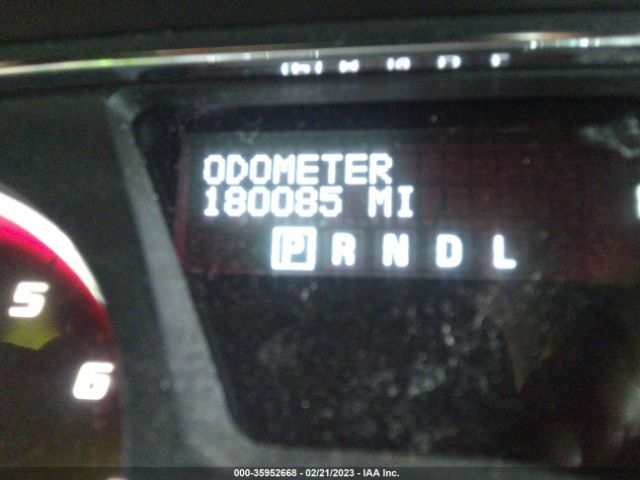 ODOMETER
180085 MI
P R N D L
5
6
000-35952668 - 02/21/2023 - IAA Inc.